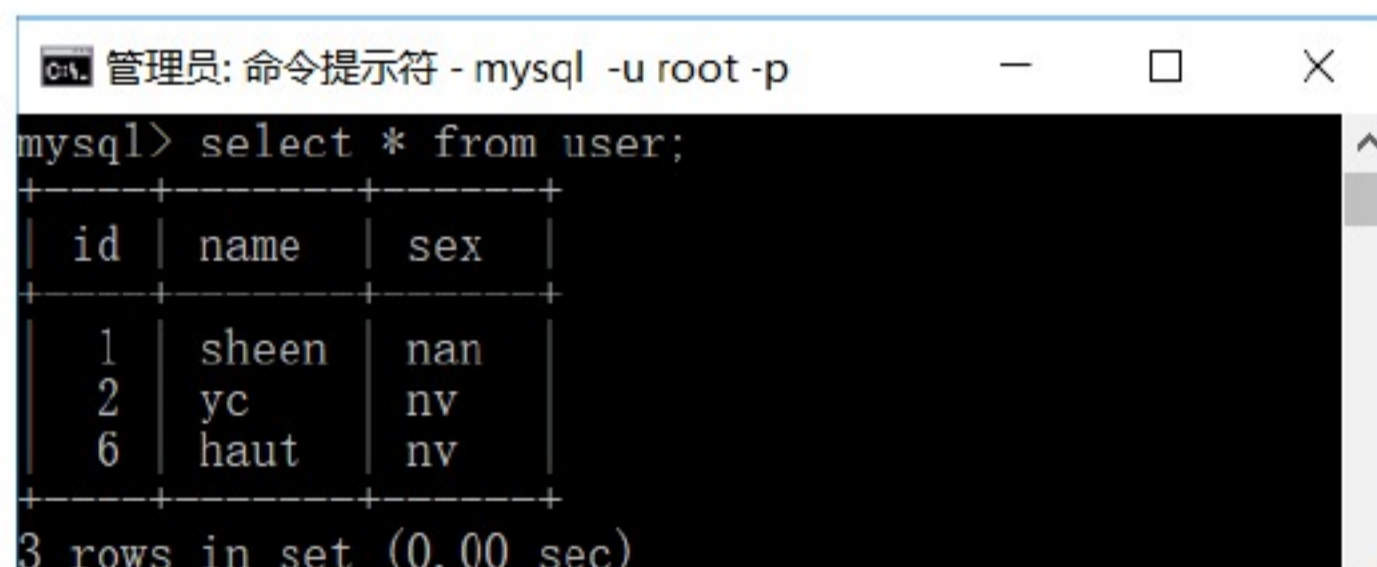 管理员: 命令提示符 - mysql  -u root -p
mysql> select * from user;
+----+-------+------+
| id | name  | sex  |
+----+-------+------+
|  1 | sheen | nan  |
|  2 | yc    | nv   |
|  6 | haut  | nv   |
+----+-------+------+
3 rows in set (0.00 sec)